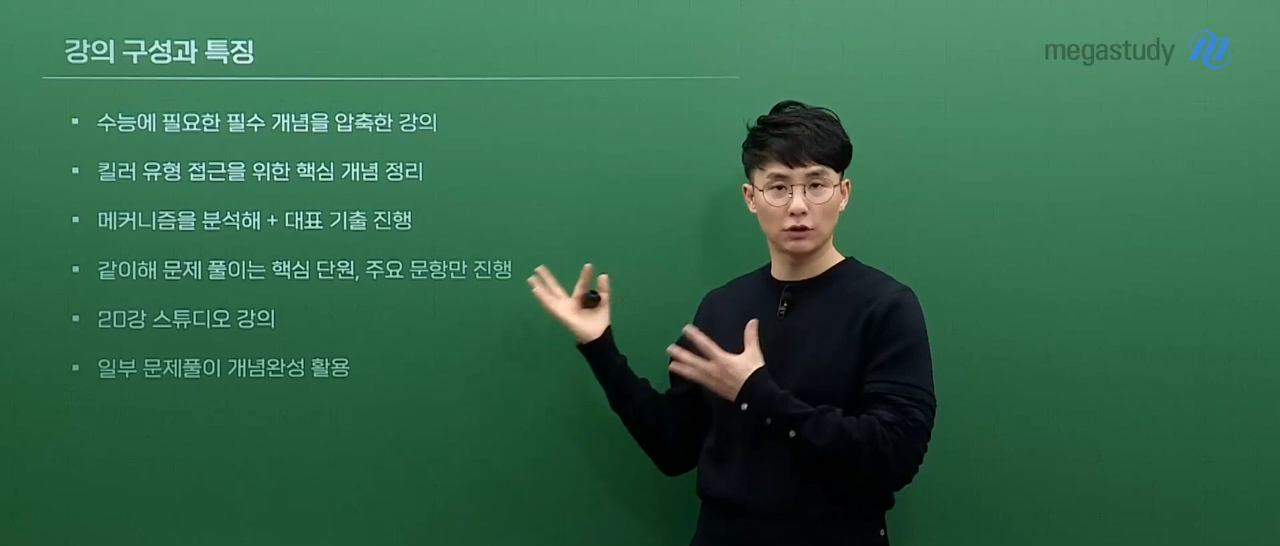 강의 구성과 특징
megastudy
수능에 필요한 필수 개념을 압축한 강의
킬러 유형 접근을 위한 핵심 개념 정리
메커니즘을 분석해 + 대표 기출 진행
같이해 문제 풀이는 핵심 단원, 주요 문항만 진행
20강 스튜디오 강의
일부 문제풀이 개념완성 활용